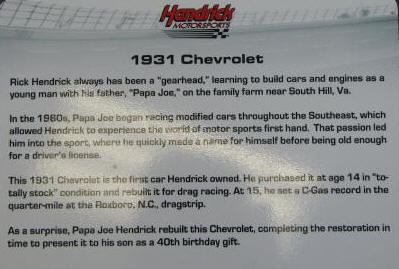 Hendrick
MOTORSPORTS
1931 Chevrolet
Rick Hendrick always has been a "gearhead," learning to build cars and engines as a
young man with his father, "Papa Joe," on the family farm near South Hill, Va.
In the 1960s, Papa Joe began racing modified cars throughout the Southeast, which
allowed Hendrick to experience the world of motor sports first hand. That passion led
him into the sport, where he quickly made a name for himself before being old enough
for a driver's license.
This 1931 Chevrolet is the first car Hendrick owned. He purchased it at age 14 in "to-
tally stock" condition and rebuilt it for drag racing. At 15, he set a C-Gas record in the
quarter-mile at the Roxboro, N.C., dragstrip.
As a surprise, Papa Joe Hendrick rebuilt this Chevrolet, completing the restoration in
time to present it to his son as a 40th birthday gift.